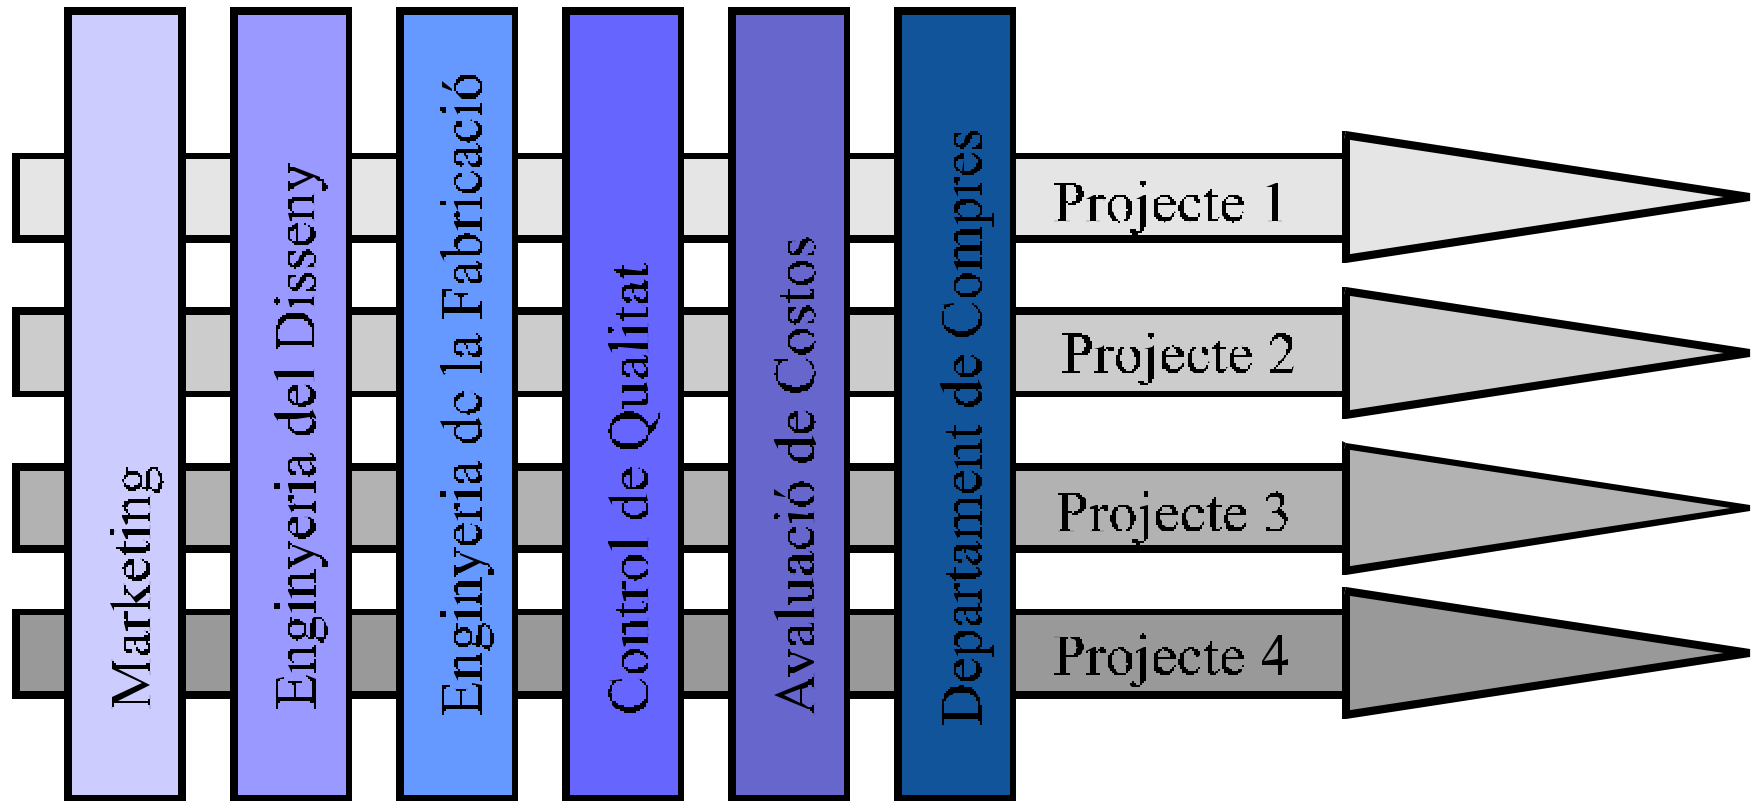 Marketing
Enginyeria del Disseny
Enginyeria de la Fabricació
Control de Qualitat
Avaluació de Costos
Departament de Compres
Projecte 1
Projecte 2
Projecte 3
Projecte 4